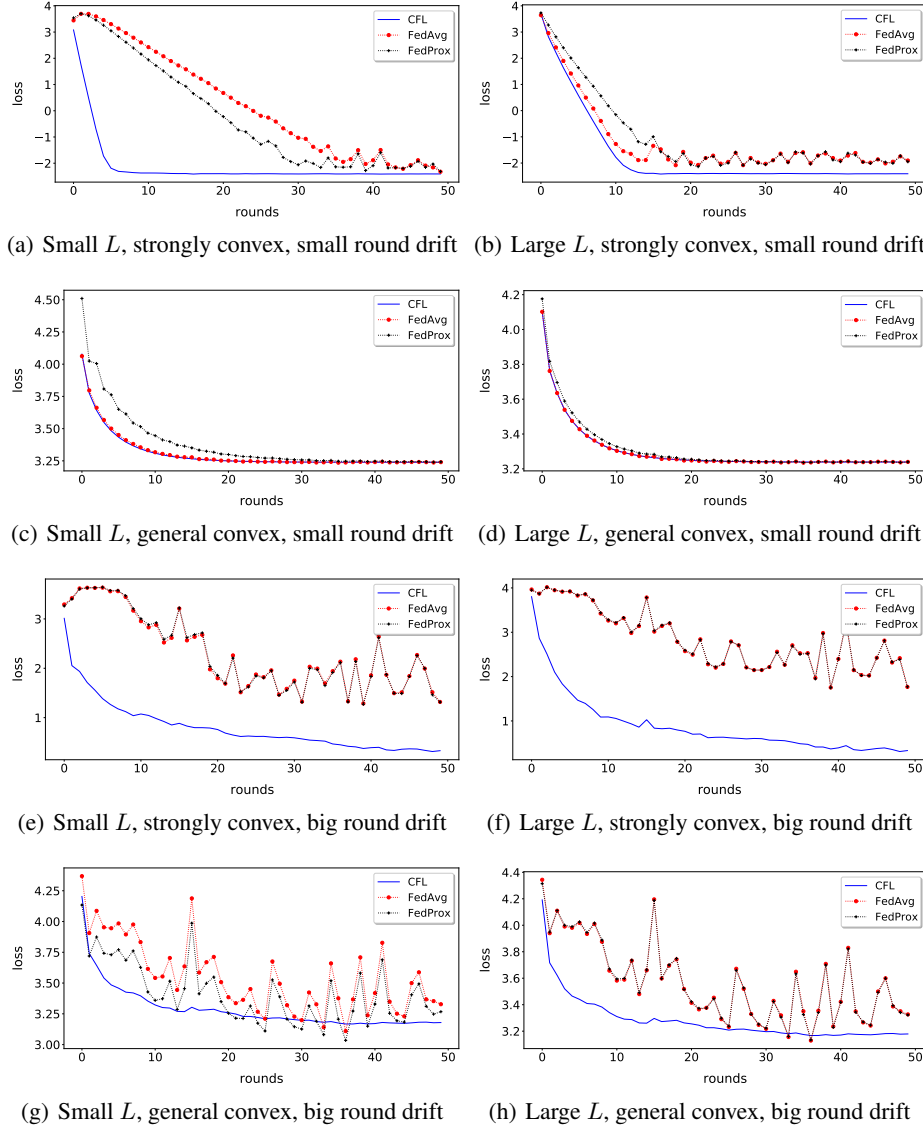 4
3
2
1
0
−1
−2
loss
0 10 20 30 40 50
rounds
CFL
FedAvg
FedProx
(a) Small L, strongly convex, small round drift
4
3
2
1
0
−1
−2
loss
0 10 20 30 40 50
rounds
CFL
FedAvg
FedProx
(b) Large L, strongly convex, small round drift
4.50
4.25
4.00
3.75
3.50
3.25
loss
0 10 20 30 40 50
rounds
CFL
FedAvg
FedProx
(c) Small L, general convex, small round drift
4.2
4.0
3.8
3.6
3.4
3.2
loss
0 10 20 30 40 50
rounds
CFL
FedAvg
FedProx
(d) Large L, general convex, small round drift
3
2
1
loss
0 10 20 30 40 50
rounds
CFL
FedAvg
FedProx
(e) Small L, strongly convex, big round drift
4
3
2
1
loss
0 10 20 30 40 50
rounds
CFL
FedAvg
FedProx
(f) Large L, strongly convex, big round drift
4.25
4.00
3.75
3.50
3.25
3.00
loss
0 10 20 30 40 50
rounds
CFL
FedAvg
FedProx
(g) Small L, general convex, big round drift
4.4
4.2
4.0
3.8
3.6
3.4
3.2
loss
0 10 20 30 40 50
rounds
CFL
FedAvg
FedProx
(h) Large L, general convex, big round drift